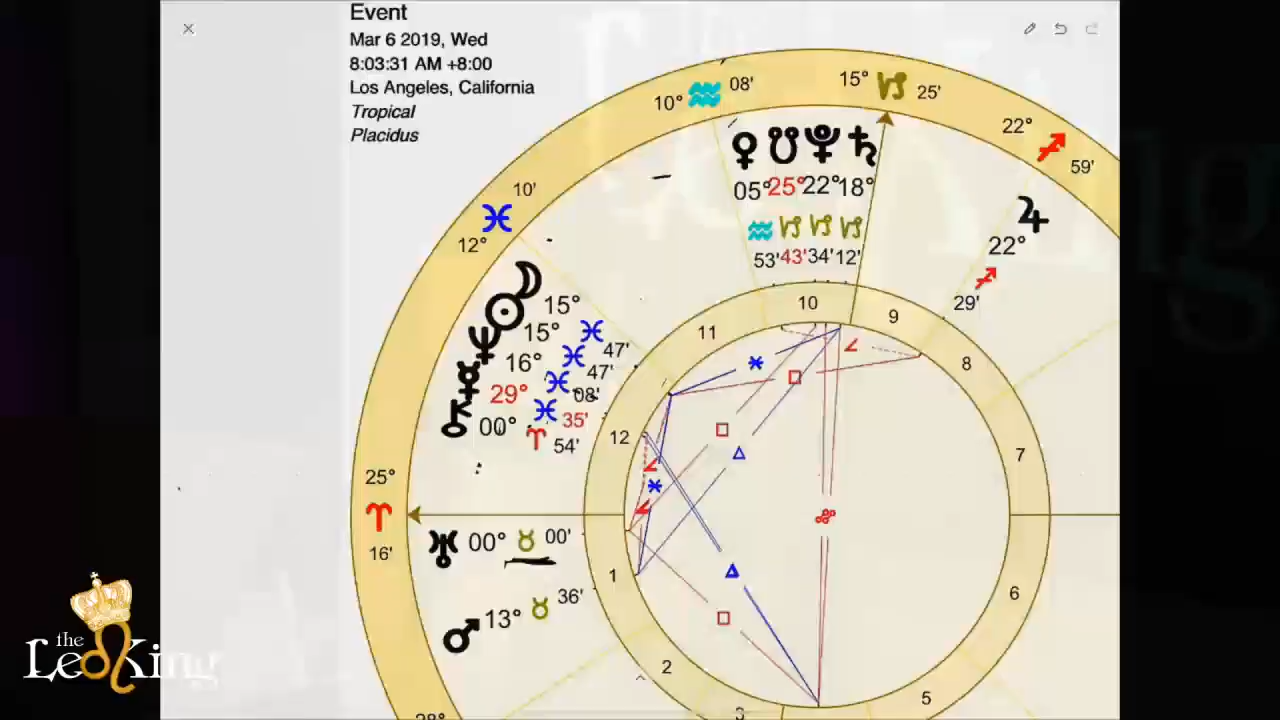 Event
Mar 6 2019, Wed
8:03:31 AM +8:00
Los Angeles, California
Tropical
Placidus
10° ♒ 08'
15° ♑ 25'
22° ♐ 59'
12° ♓ 10'
25° ♈ 16'
♀ ☋ ♇ ♄
05° 25° 22° 18°
♒ ♑ ♑ ♑
53' 43' 34' 12'
♃
22°
♐
29'
☽ 15° ♓ 47'
☉ 15° ♓ 47'
♆ 16° ♓ 08'
☿ 29° ♓ 35'
⚷ 00° ♈ 54'
♅ 00° ♉ 00'
♂ 13° ♉ 36'
10
9
11
8
12
7
1
6
2
5
3
28°
the
LeoKing